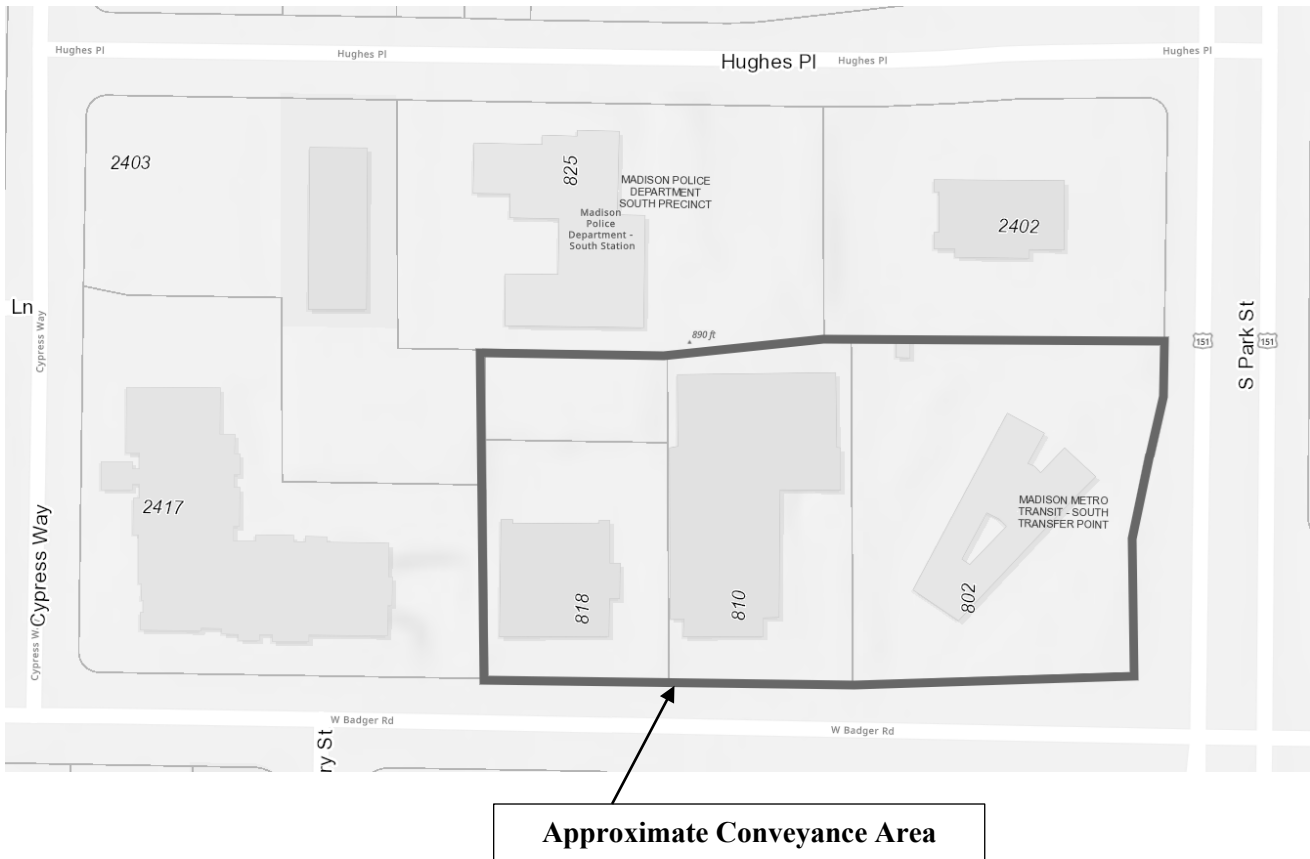 Hughes Pl
Hughes Pl
Hughes Pl
Hughes Pl
Hughes Pl
2403
825
MADISON POLICE
DEPARTMENT
SOUTH PRECINCT
Madison
Police
Department -
South Station
2402
Ln
Cypress Way
890 ft
151
151
S Park St
2417
Cypress Way
Cypress W
818
810
802
MADISON METRO
TRANSIT - SOUTH
TRANSFER POINT
W Badger Rd
W Badger Rd
ry St
Approximate Conveyance Area